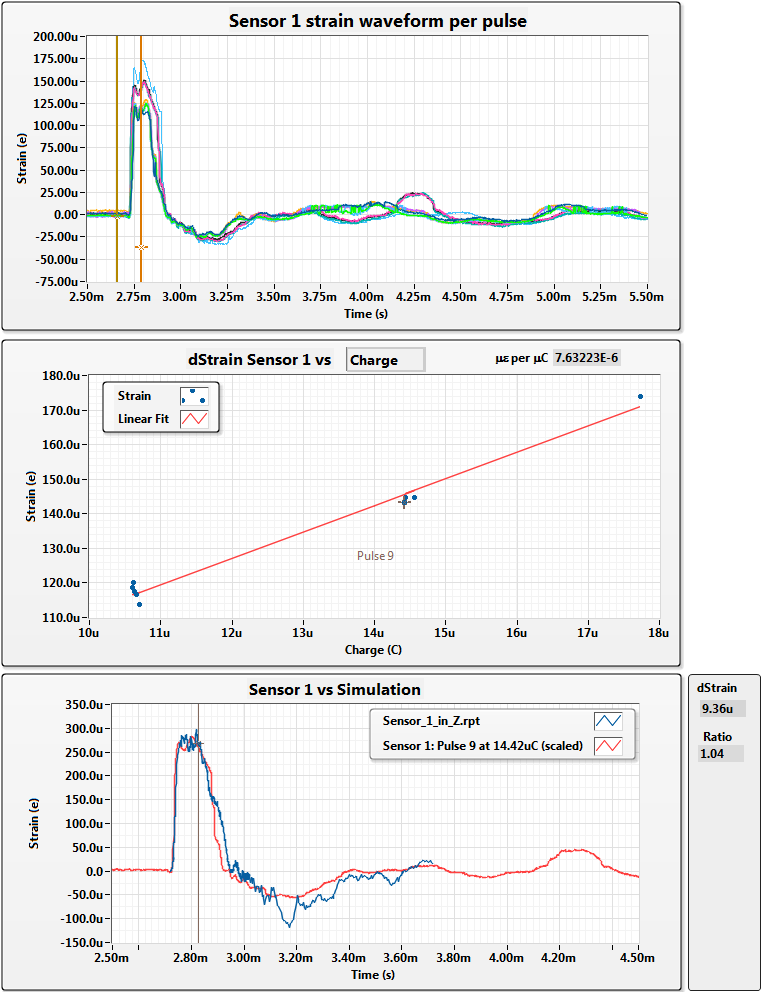 Sensor 1 strain waveform per pulse
200.00u
175.00u
150.00u
125.00u
100.00u
75.00u
50.00u
25.00u
0.00
-25.00u
-50.00u
-75.00u
Strain (e)
2.50m 2.75m 3.00m 3.25m 3.50m 3.75m 4.00m 4.25m 4.50m 4.75m 5.00m 5.25m 5.50m
Time (s)
dStrain Sensor 1 vs Charge µε per µC 7.63223E-6
180.0u
170.0u
160.0u
150.0u
140.0u
130.0u
120.0u
110.0u
Strain (e)
Strain
Linear Fit
Pulse 9
10u 11u 12u 13u 14u 15u 16u 17u 18u
Charge (C)
Sensor 1 vs Simulation
350.0u
300.0u
250.0u
200.0u
150.0u
100.0u
50.0u
0.0
-50.0u
-100.0u
-150.0u
Strain (e)
Sensor_1_in_Z.rpt
Sensor 1: Pulse 9 at 14.42uC (scaled)
2.50m 2.80m 3.00m 3.20m 3.40m 3.60m 3.80m 4.00m 4.20m 4.50m
Time (s)
dStrain
9.36u
Ratio
1.04